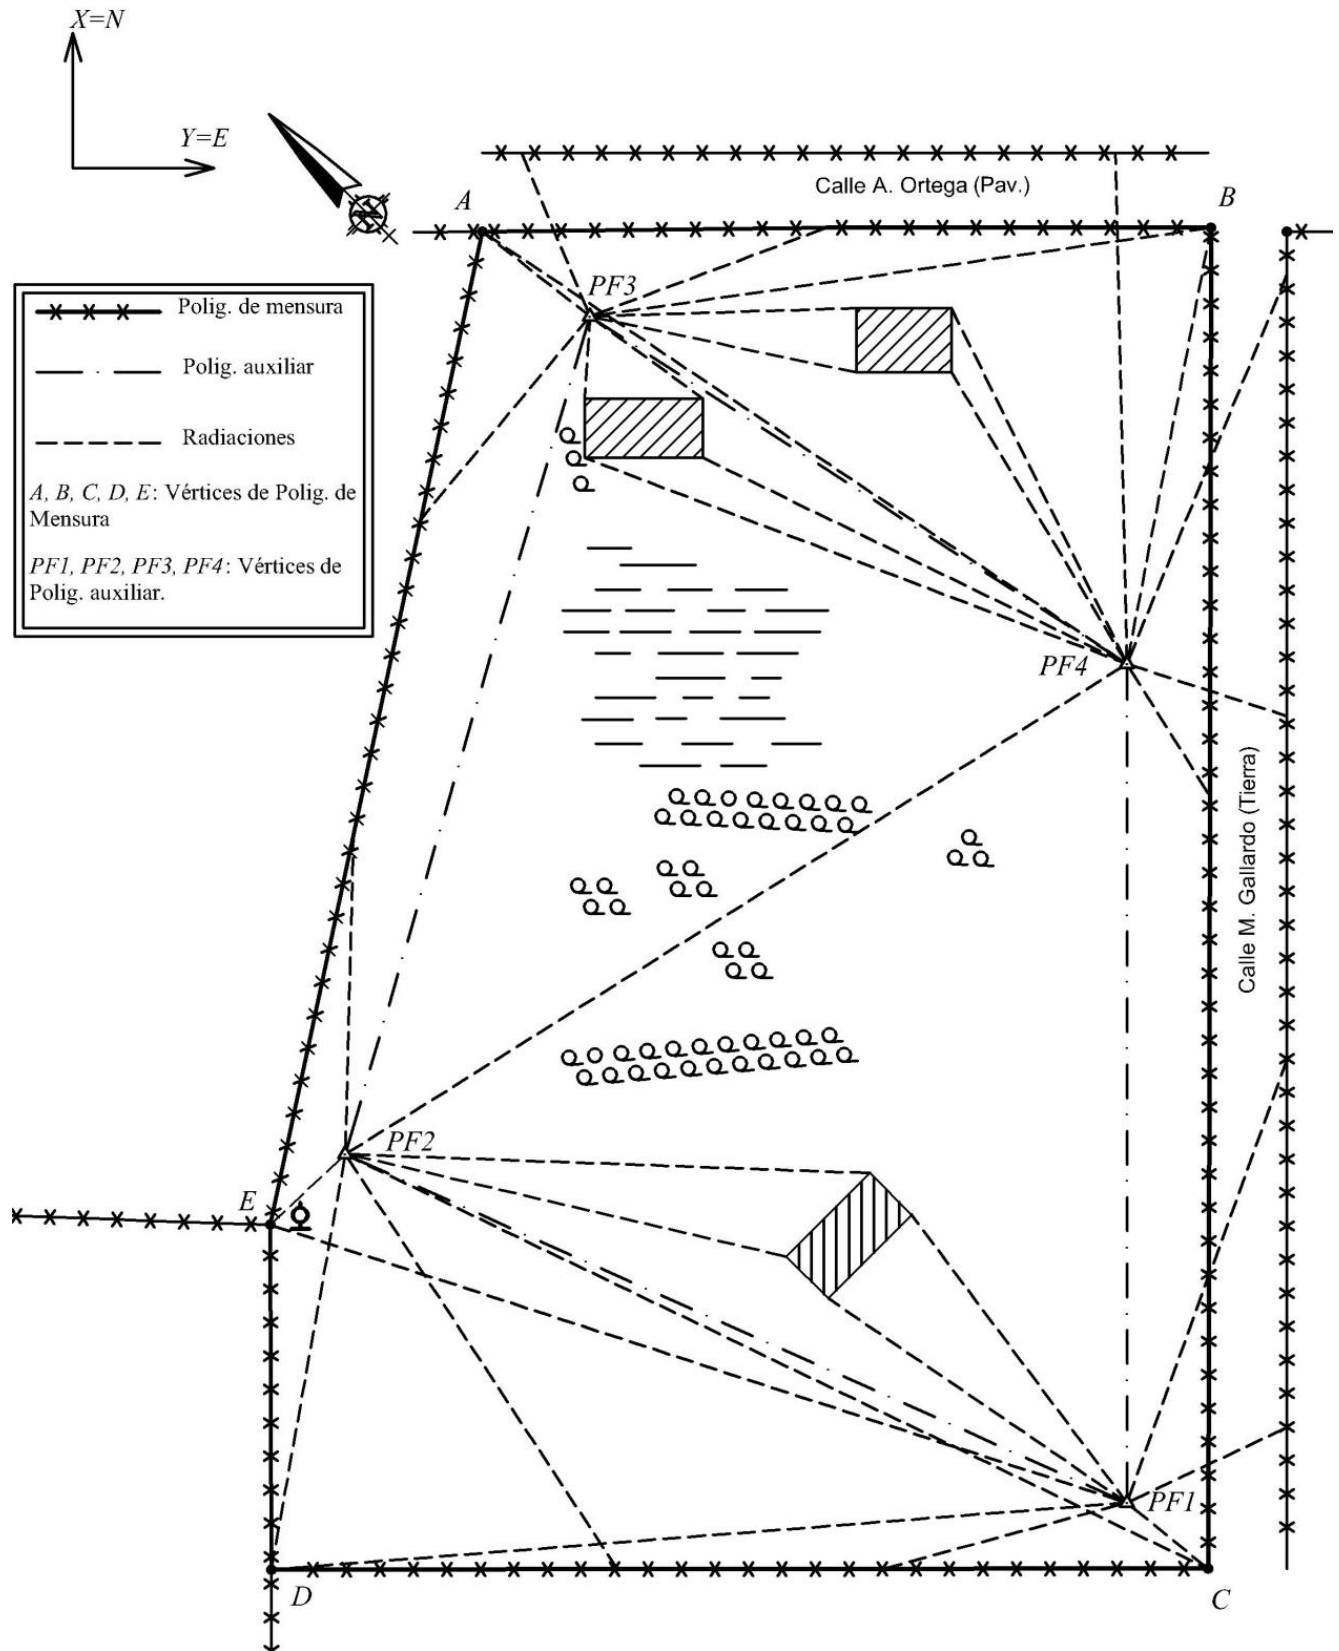 X=N
Y=E
Calle A. Ortega (Pav.)
A
B
PF3
Polig. de mensura
Polig. auxiliar
Radiaciones
A, B, C, D, E: Vértices de Polig. de
Mensura
PF1, PF2, PF3, PF4: Vértices de
Polig. auxiliar.
PF4
Calle M. Gallardo (Tierra)
PF2
E
PF1
D
C